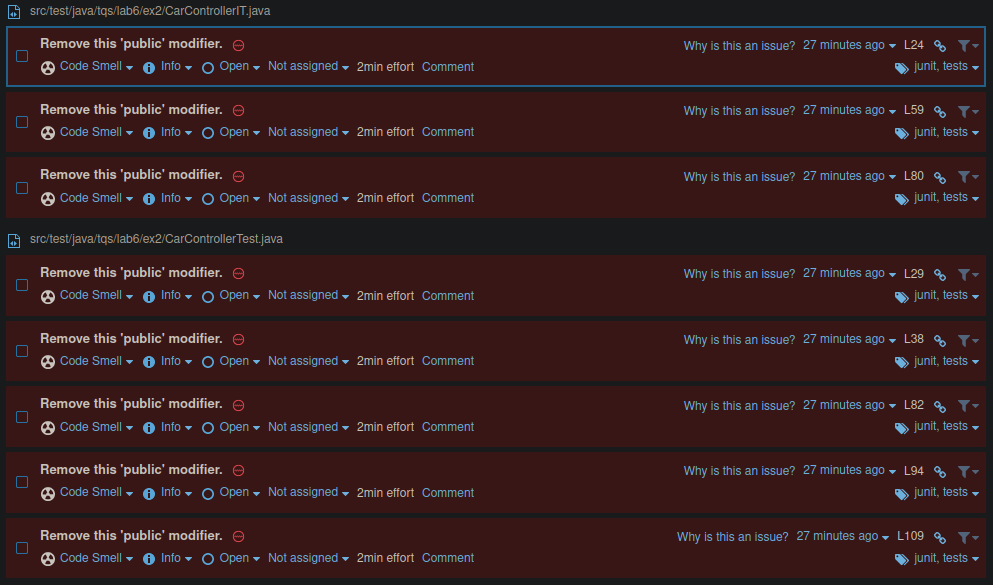 src/test/java/tqs/lab6/ex2/CarControllerIT.java
Remove this 'public' modifier. Why is this an issue? 27 minutes ago L24
Code Smell Info Open Not assigned 2min effort Comment junit, tests
Remove this 'public' modifier. Why is this an issue? 27 minutes ago L59
Code Smell Info Open Not assigned 2min effort Comment junit, tests
Remove this 'public' modifier. Why is this an issue? 27 minutes ago L80
Code Smell Info Open Not assigned 2min effort Comment junit, tests
src/test/java/tqs/lab6/ex2/CarControllerTest.java
Remove this 'public' modifier. Why is this an issue? 27 minutes ago L29
Code Smell Info Open Not assigned 2min effort Comment junit, tests
Remove this 'public' modifier. Why is this an issue? 27 minutes ago L38
Code Smell Info Open Not assigned 2min effort Comment junit, tests
Remove this 'public' modifier. Why is this an issue? 27 minutes ago L82
Code Smell Info Open Not assigned 2min effort Comment junit, tests
Remove this 'public' modifier. Why is this an issue? 27 minutes ago L94
Code Smell Info Open Not assigned 2min effort Comment junit, tests
Remove this 'public' modifier. Why is this an issue? 27 minutes ago L109
Code Smell Info Open Not assigned 2min effort Comment junit, tests